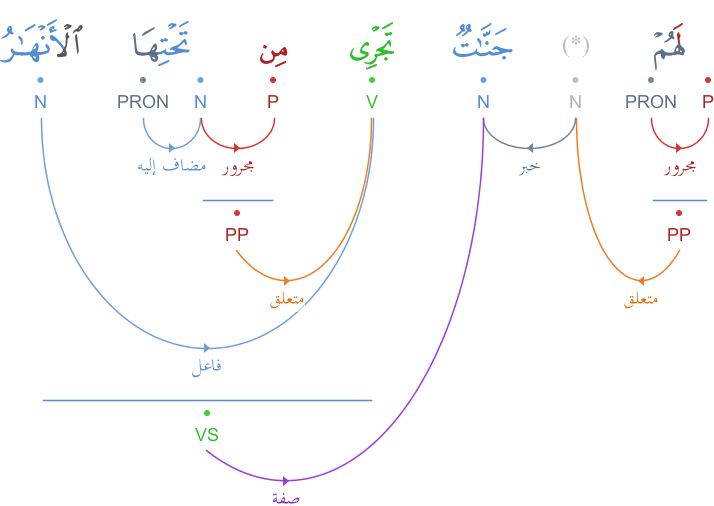 لَهُمْ (*) جَنَّـٰتٌ تَجْرِى مِن تَحْتِهَا ٱلْأَنْهَـٰرُ
P PRON N N V P N PRON N
مجرور خبر مجرور مضاف إليه
PP PP
متعلق متعلق
فاعل
VS
صفة